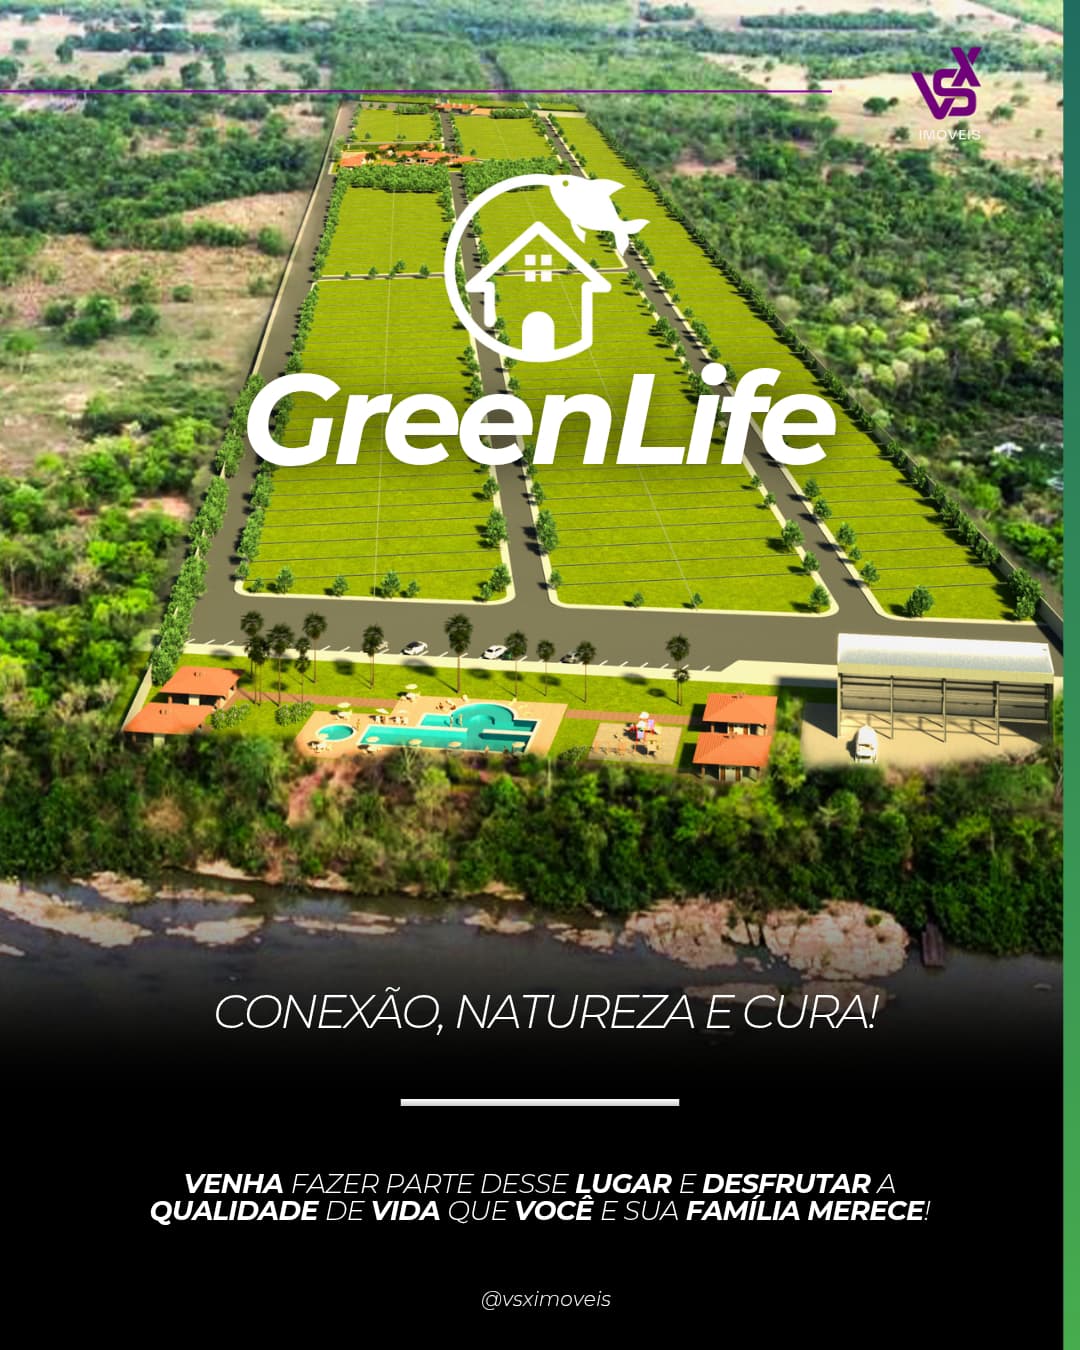 VSX
IMÓVEIS
GreenLife
CONEXÃO, NATUREZA E CURA!
VENHA FAZER PARTE DESSE LUGAR E DESFRUTAR A
QUALIDADE DE VIDA QUE VOCÊ E SUA FAMÍLIA MERECE!
@vsximoveis